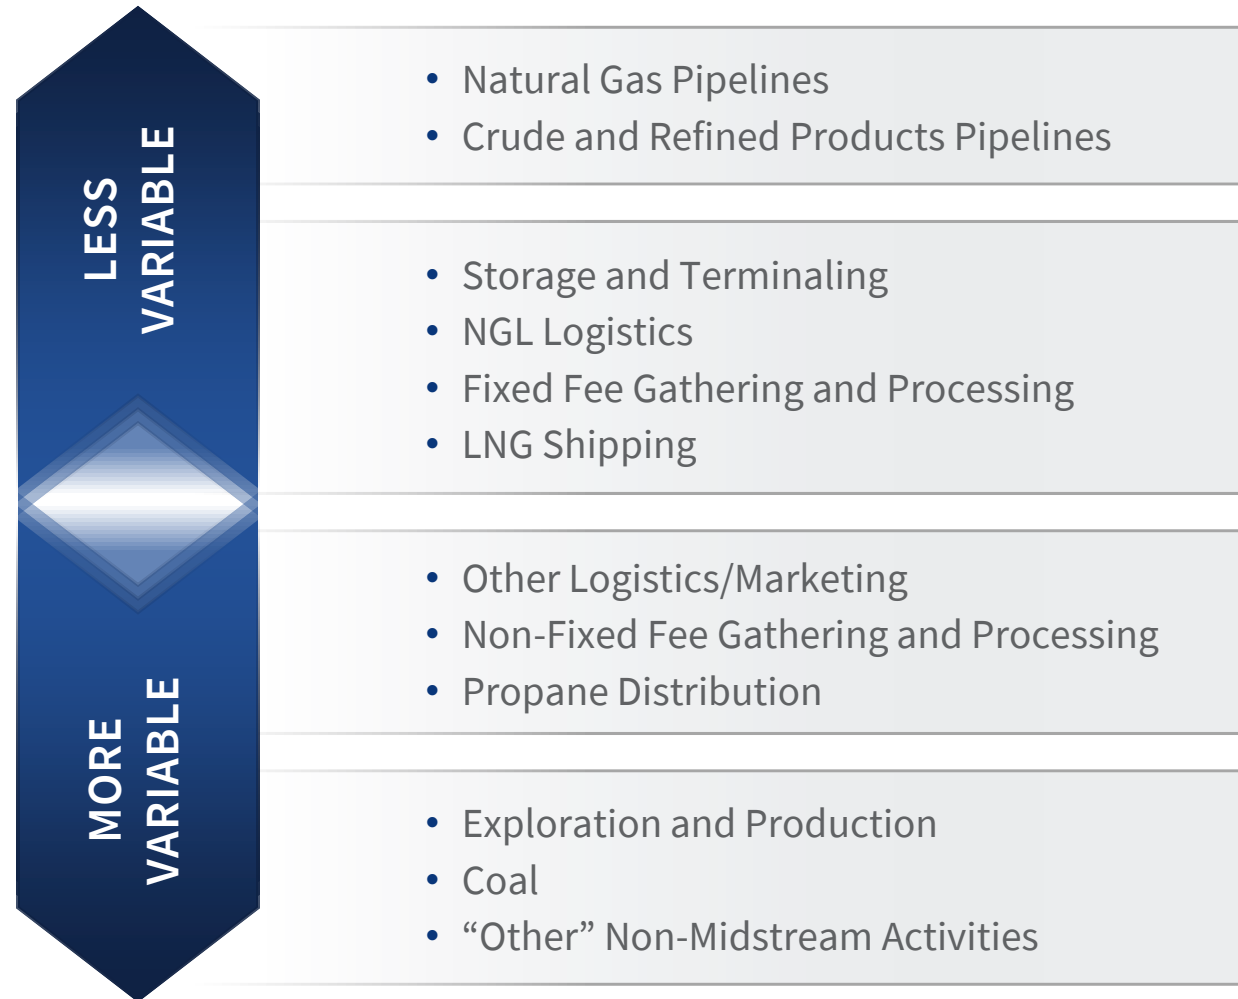 LESS
VARIABLE
• Natural Gas Pipelines
• Crude and Refined Products Pipelines
• Storage and Terminaling
• NGL Logistics
• Fixed Fee Gathering and Processing
• LNG Shipping
MORE
VARIABLE
• Other Logistics/Marketing
• Non-Fixed Fee Gathering and Processing
• Propane Distribution
• Exploration and Production
• Coal
• “Other” Non-Midstream Activities